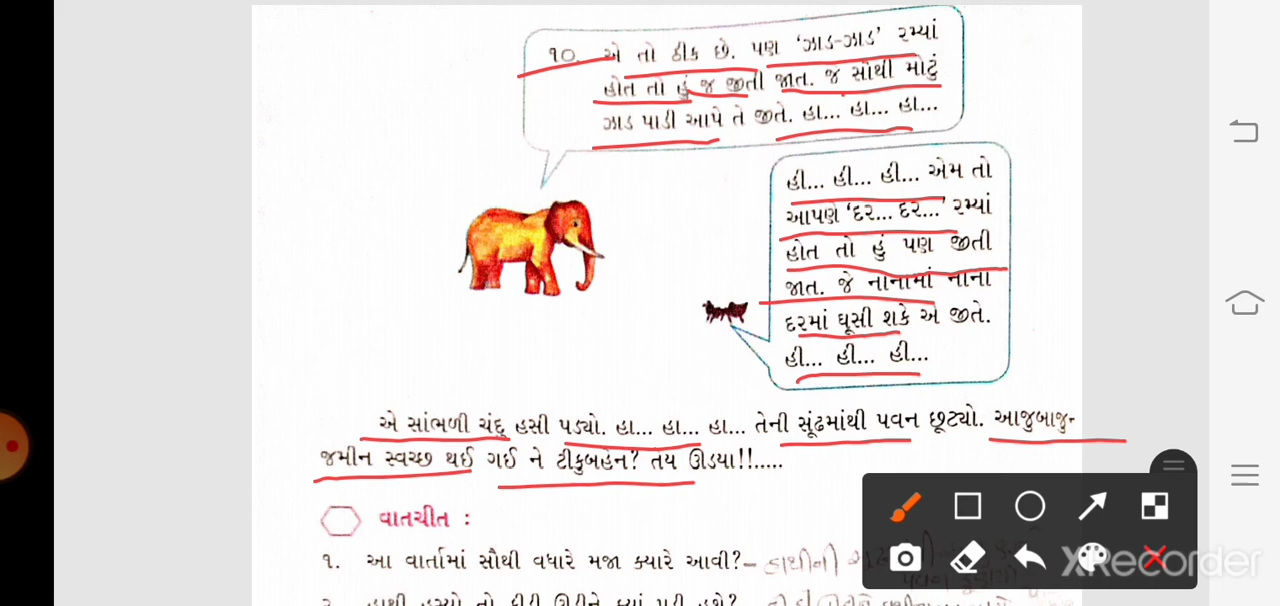 ૧૦. એ તો ઠીક છે. પણ ‘ઝાડ-ઝાડ’ રમ્યાં
હોત તો હું જ જીતી જાત. જ સૌથી મોટું
ઝાડ પાડી આપે તે જીતે. હા... હા... હા...
હી... હી... હી... એમ તો
આપણે ‘દર... દર...’ રમ્યાં
હોત તો હું પણ જીતી
જાત. જે નાનામાં નાના
દરમાં ઘૂસી શકે એ જીતે.
હી... હી... હી...
એ સાંભળી ચંદુ હસી પડ્યો. હા... હા... હા... તેની સૂંઢમાંથી પવન છૂટ્યો. આજુબાજુ-
જમીન સ્વચ્છ થઈ ગઈ ને ટીકુબહેન? તય ઊડયા!!.....
વાતચીત :
૧. આ વાર્તામાં સૌથી વધારે મજા ક્યારે આવી? – હાથીની
XRecorder